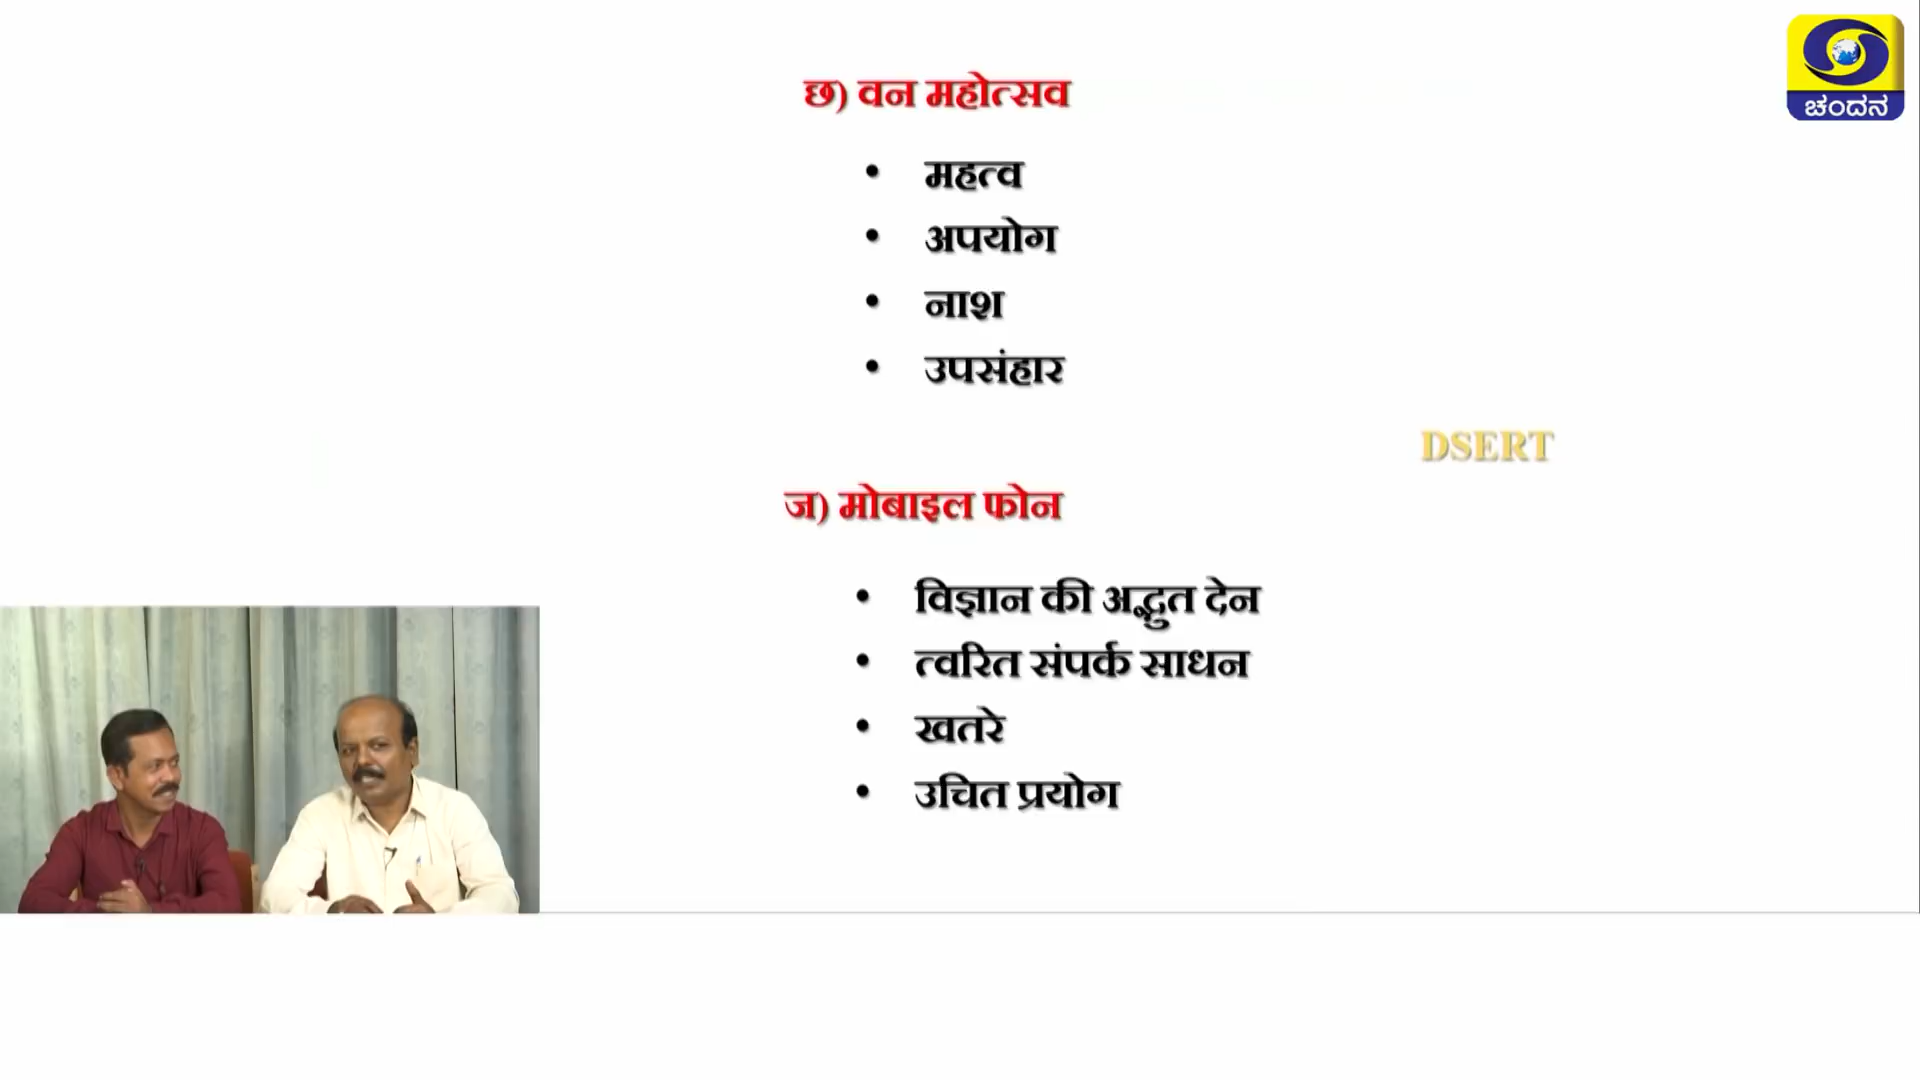 छ) वन महोत्सव
• महत्व
• अपयोग
• नाश
• उपसंहार
ज) मोबाइल फोन
• विज्ञान की अद्भुत देन
• त्वरित संपर्क साधन
• खतरे
• उचित प्रयोग
DSERT
ಚಂದನ